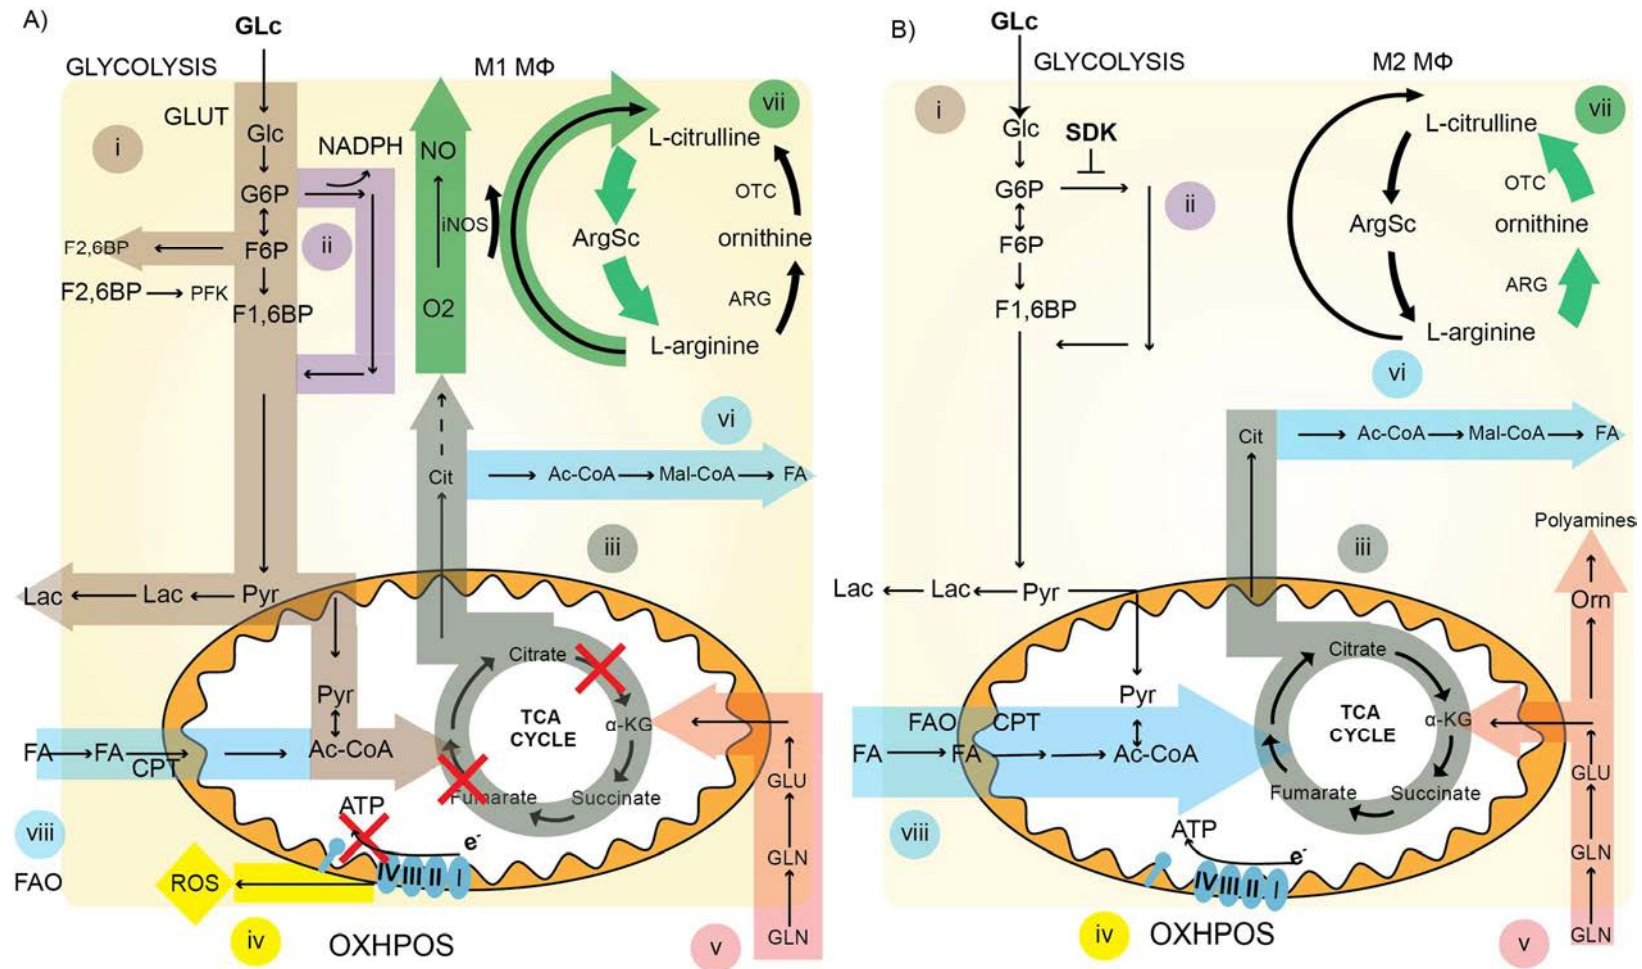 A)
GLc
GLYCOLYSIS
M1 MΦ
GLUT
i
Glc
NADPH
NO
vii
L-citrulline
G6P
OTC
iNOS
ii
ArgSc
ornithine
F2,6BP
F6P
F2,6BP
PFK
F1,6BP
O2
ARG
L-arginine
vi
Cit
Ac-CoA
Mal-CoA
FA
iii
Lac
Lac
Pyr
Citrate
Pyr
TCA
CYCLE
α-KG
FA
FA
CPT
Ac-CoA
GLU
Fumarate
Succinate
ATP
viii
e-
GLN
FAO
ROS
IV
III
II
I
iv
OXHPOS
v
GLN
B)
GLc
GLYCOLYSIS
M2 MΦ
i
vii
Glc
SDK
L-citrulline
G6P
OTC
ii
ArgSc
ornithine
F6P
ARG
F1,6BP
L-arginine
vi
Cit
Ac-CoA
Mal-CoA
FA
Polyamines
iii
Lac
Lac
Pyr
Orn
Citrate
Pyr
FAO
CPT
TCA
CYCLE
α-KG
FA
FA
Ac-CoA
GLU
Fumarate
Succinate
viii
ATP
e-
GLN
IV
III
II
I
iv
OXHPOS
v
GLN